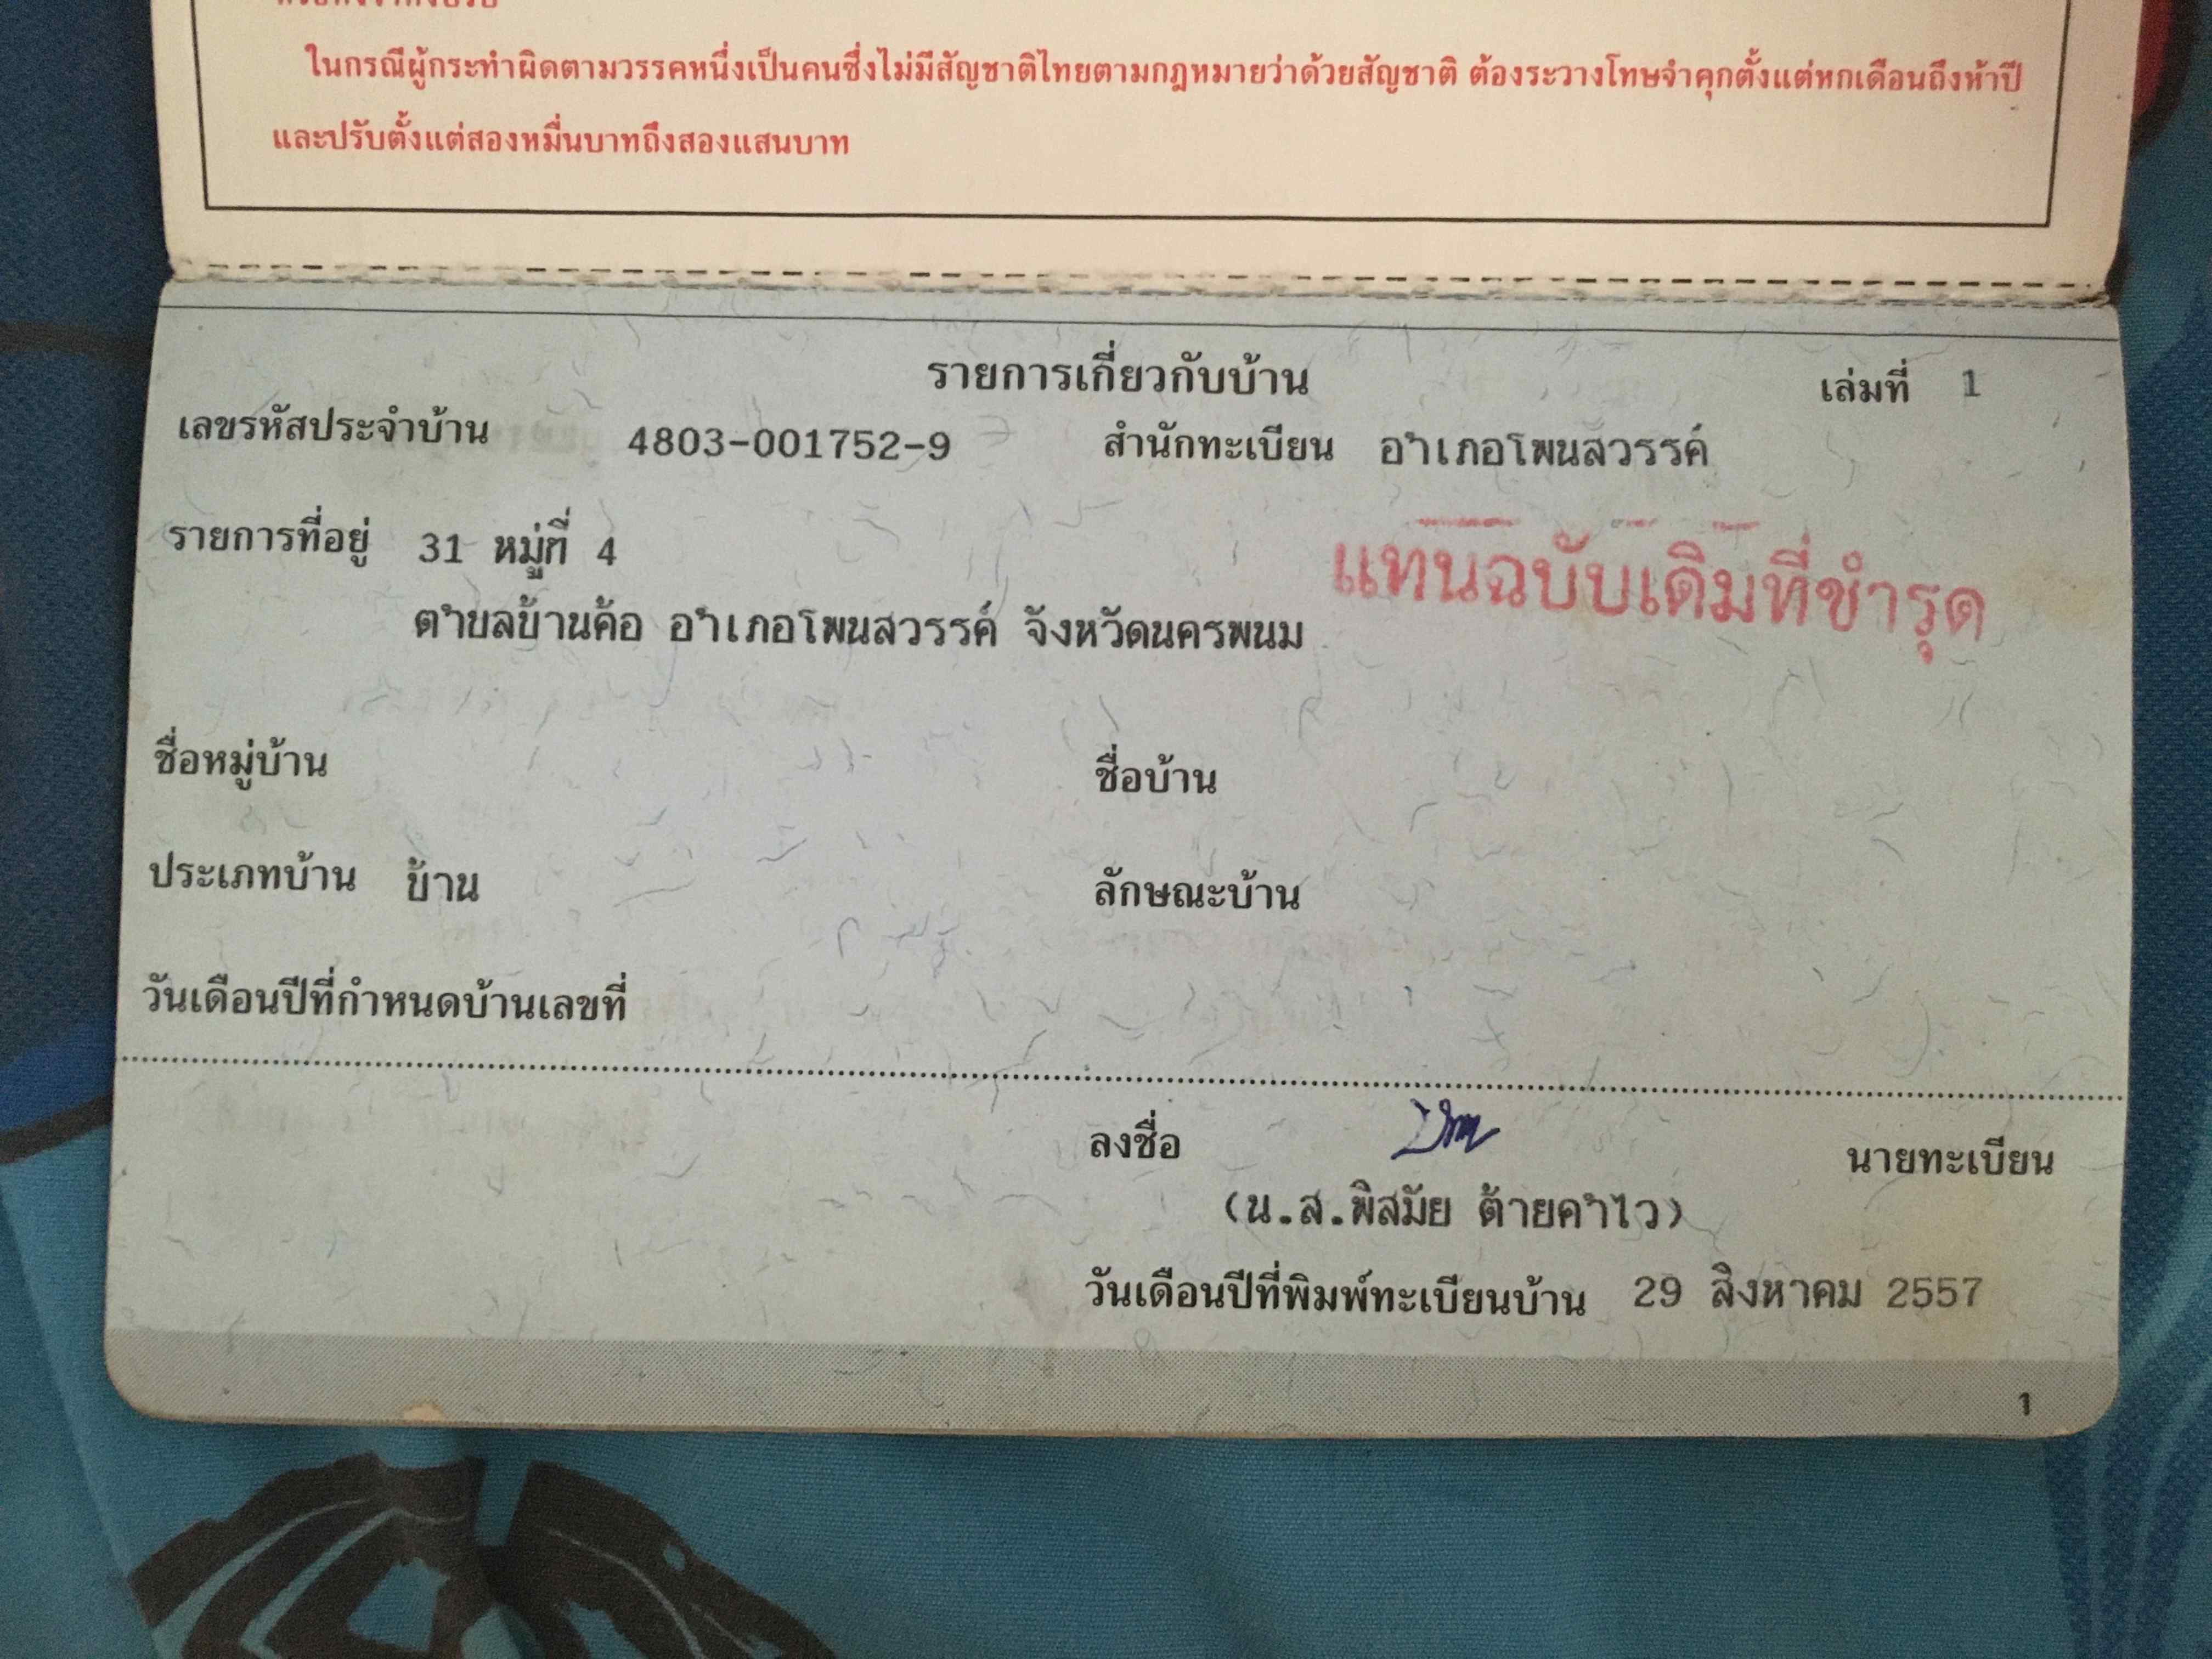 ในกรณีผู้กระทำผิดตามวรรคหนึ่งเป็นคนซึ่งไม่มีสัญชาติไทยตามกฎหมายว่าด้วยสัญชาติ ต้องระวางโทษจำคุกตั้งแต่หกเดือนถึงห้าปี
และปรับตั้งแต่สองหมื่นบาทถึงสองแสนบาท
รายการเกี่ยวกับบ้าน เล่มที่ 1
เลขรหัสประจำบ้าน 4803-001752-9 สำนักทะเบียน อำเภอโพนสวรรค์
รายการที่อยู่ 31 หมู่ที่ 4
ตำบลบ้านค้อ อำเภอโพนสวรรค์ จังหวัดนครพนม
แทนฉบับเดิมที่ชำรุด
ชื่อหมู่บ้าน ชื่อบ้าน
ประเภทบ้าน บ้าน ลักษณะบ้าน
วันเดือนปีที่กำหนดบ้านเลขที่
ลงชื่อ นายทะเบียน
(น.ส.พิสมัย ต้ายคำไว)
วันเดือนปีที่พิมพ์ทะเบียนบ้าน 29 สิงหาคม 2557
1